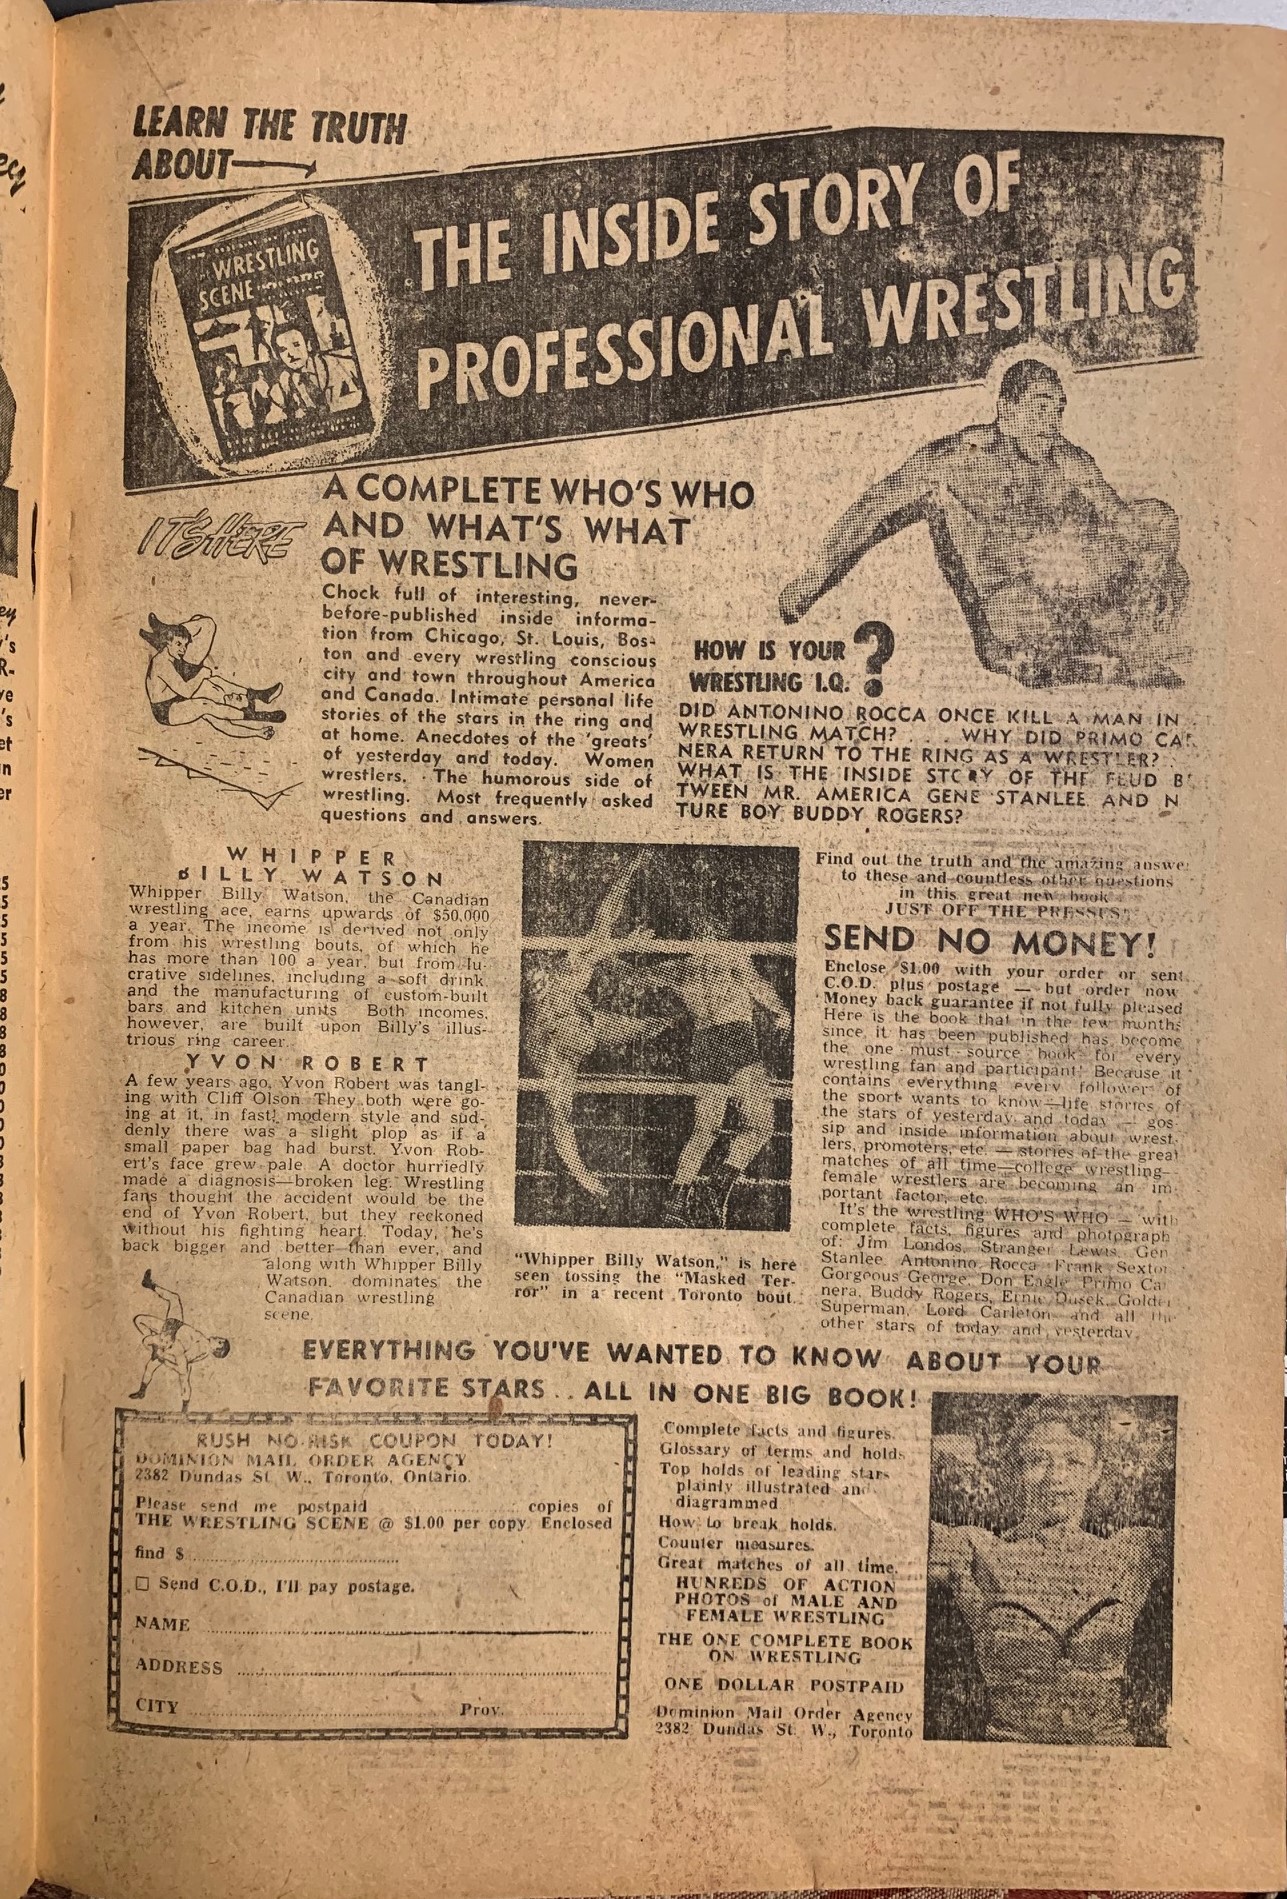 LEARN THE TRUTH
ABOUT
WRESTLING
SCENE
THE INSIDE STORY OF
PROFESSIONAL WRESTLING
IT'S HERE
A COMPLETE WHO'S WHO
AND WHAT'S WHAT
OF WRESTLING
Chock full of interesting, never-
before-published inside informa-
tion from Chicago, St. Louis, Bos-
ton and every wrestling conscious
city and town throughout America
and Canada. Intimate personal life
stories of the stars in the ring and
at home. Anecdotes of the 'greats'
of yesterday and today. Women
wrestlers. The humorous side of
wrestling. Most frequently asked
questions and answers.
HOW IS YOUR
WRESTLING I.Q. ?
DID ANTONINO ROCCA ONCE KILL A MAN IN
WRESTLING MATCH? . . . WHY DID PRIMO CAR
NERA RETURN TO THE RING AS A WRESTLER? .
WHAT IS THE INSIDE STORY OF THE FEUD B
TWEEN MR. AMERICA GENE STANLEE AND N
TURE BOY BUDDY ROGERS?
WHIPPER
BILLY WATSON
Whipper Billy Watson, the Canadian
wrestling ace, earns upwards of $50,000
a year. The income is derived not only
from his wrestling bouts, of which he
has more than 100 a year, but from lu-
crative sidelines, including a soft drink
and the manufacturing of custom-built
bars and kitchen units Both incomes,
however, are built upon Billy's illus-
trious ring career.
YVON ROBERT
A few years ago, Yvon Robert was tangl-
ing with Cliff Olson They both were go-
ing at it, in fast, modern style and sud-
denly there was a slight plop as if a
small paper bag had burst. Yvon Rob-
ert's face grew pale A doctor hurriedly
made a diagnosis—broken leg. Wrestling
fans thought the accident would be the
end of Yvon Robert, but they reckoned
without his fighting heart. Today, he's
back bigger and better than ever, and
along with Whipper Billy
Watson, dominates the
Canadian wrestling
scene.
"Whipper Billy Watson," is here
seen tossing the "Masked Ter-
ror" in a recent Toronto bout.
Find out the truth and the amazing answe
to these and countless other questions
in this great new book
JUST OFF THE PRESSES!
SEND NO MONEY!
Enclose $1.00 with your order or sent
C.O.D. plus postage — but order now
Money back guarantee if not fully pleased
Here is the book that in the few months
since it has been published has become
the one must source book for every
wrestling fan and participant! Because it
contains everything every follower of
the sport wants to know—life stories of
the stars of yesterday and today — gos-
sip and inside information about wrest-
lers, promoters, etc. — stories of the great
matches of all time—college wrestling—
female wrestlers are becoming an im-
portant factor, etc.
It's the wrestling WHO'S WHO — with
complete facts, figures and photograph
of: Jim Londos, Stranger Lewis, Gen
Stanlee, Antonino Rocca Frank Sexton
Gorgeous George, Don Eagle Primo Ca
nera, Buddy Rogers, Ernie Dusek, Golden
Superman, Lord Carleton and all the
other stars of today and yesterday.
EVERYTHING YOU'VE WANTED TO KNOW ABOUT YOUR
FAVORITE STARS . . ALL IN ONE BIG BOOK!
RUSH NO RISK COUPON TODAY!
DOMINION MAIL ORDER AGENCY
2382 Dundas St. W., Toronto, Ontario.
Please send me postpaid .................... copies of
THE WRESTLING SCENE @ $1.00 per copy. Enclosed
find $ ........................................
☐ Send C.O.D., I'll pay postage.
NAME ........................................
ADDRESS ........................................
CITY ........................................ Prov. ....................
Complete facts and figures.
Glossary of terms and holds
Top holds of leading stars
plainly illustrated and
diagrammed
How to break holds.
Counter measures.
Great matches of all time.
HUNREDS OF ACTION
PHOTOS of MALE AND
FEMALE WRESTLING
THE ONE COMPLETE BOOK
ON WRESTLING
ONE DOLLAR POSTPAID
Dominion Mail Order Agency
2382 Dundas St. W., Toronto